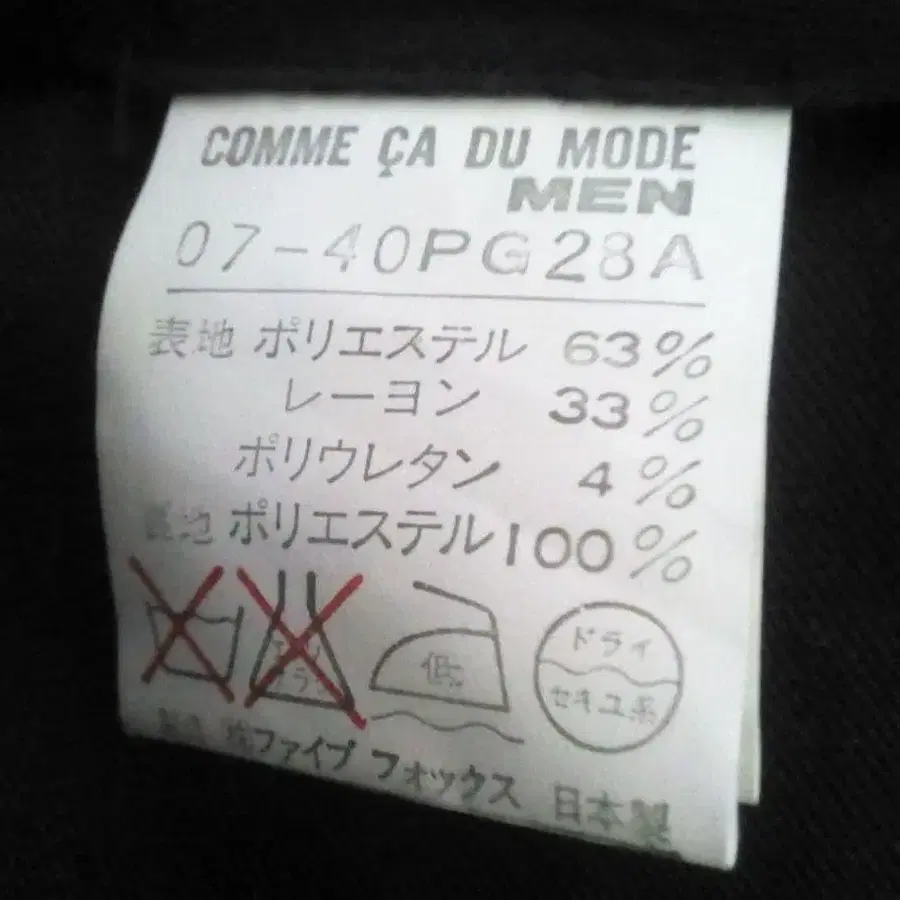 COMME ÇA DU MODE
MEN
07-40PG28A
表地 ポリエステル 63%
レーヨン 33%
ポリウレタン 4%
地 ポリエステル 100%
低
ドライ
セキユ系
ファイブ フォックス 日本製